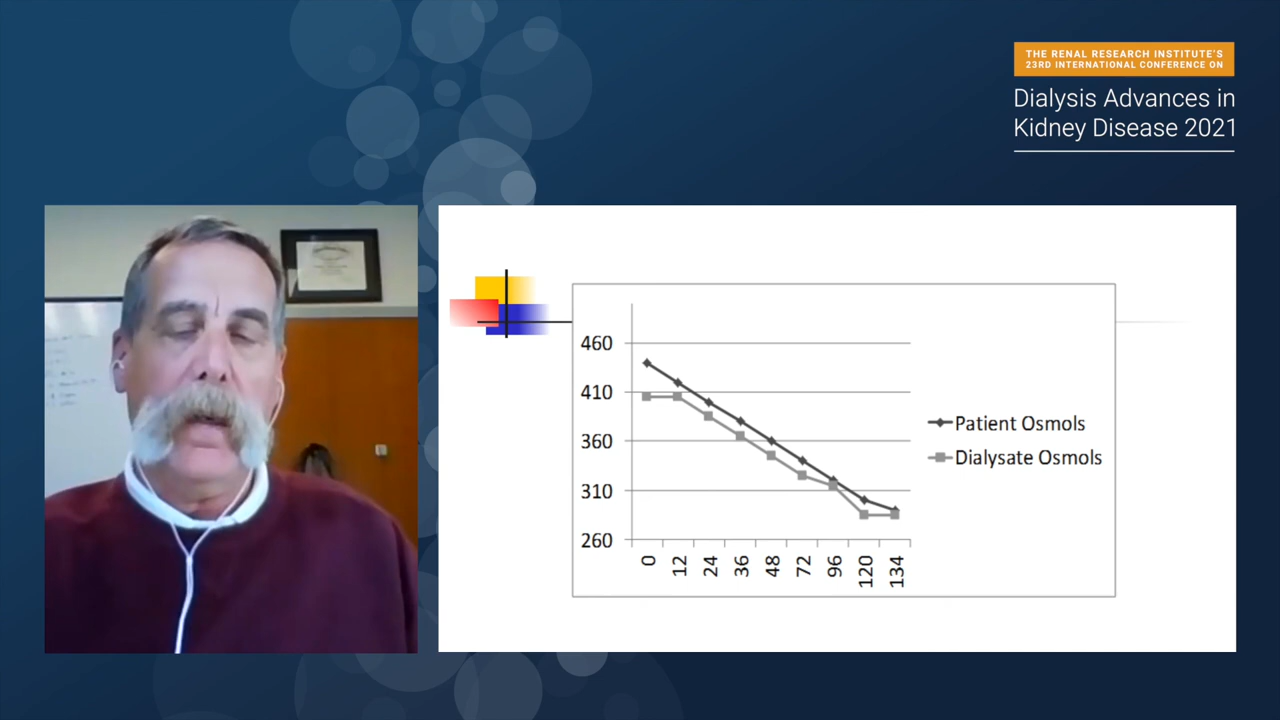 THE RENAL RESEARCH INSTITUTE'S
23RD INTERNATIONAL CONFERENCE ON
Dialysis Advances in
Kidney Disease 2021
460
410
360
310
260
0
12
24
36
48
72
96
120
134
Patient Osmols
Dialysate Osmols